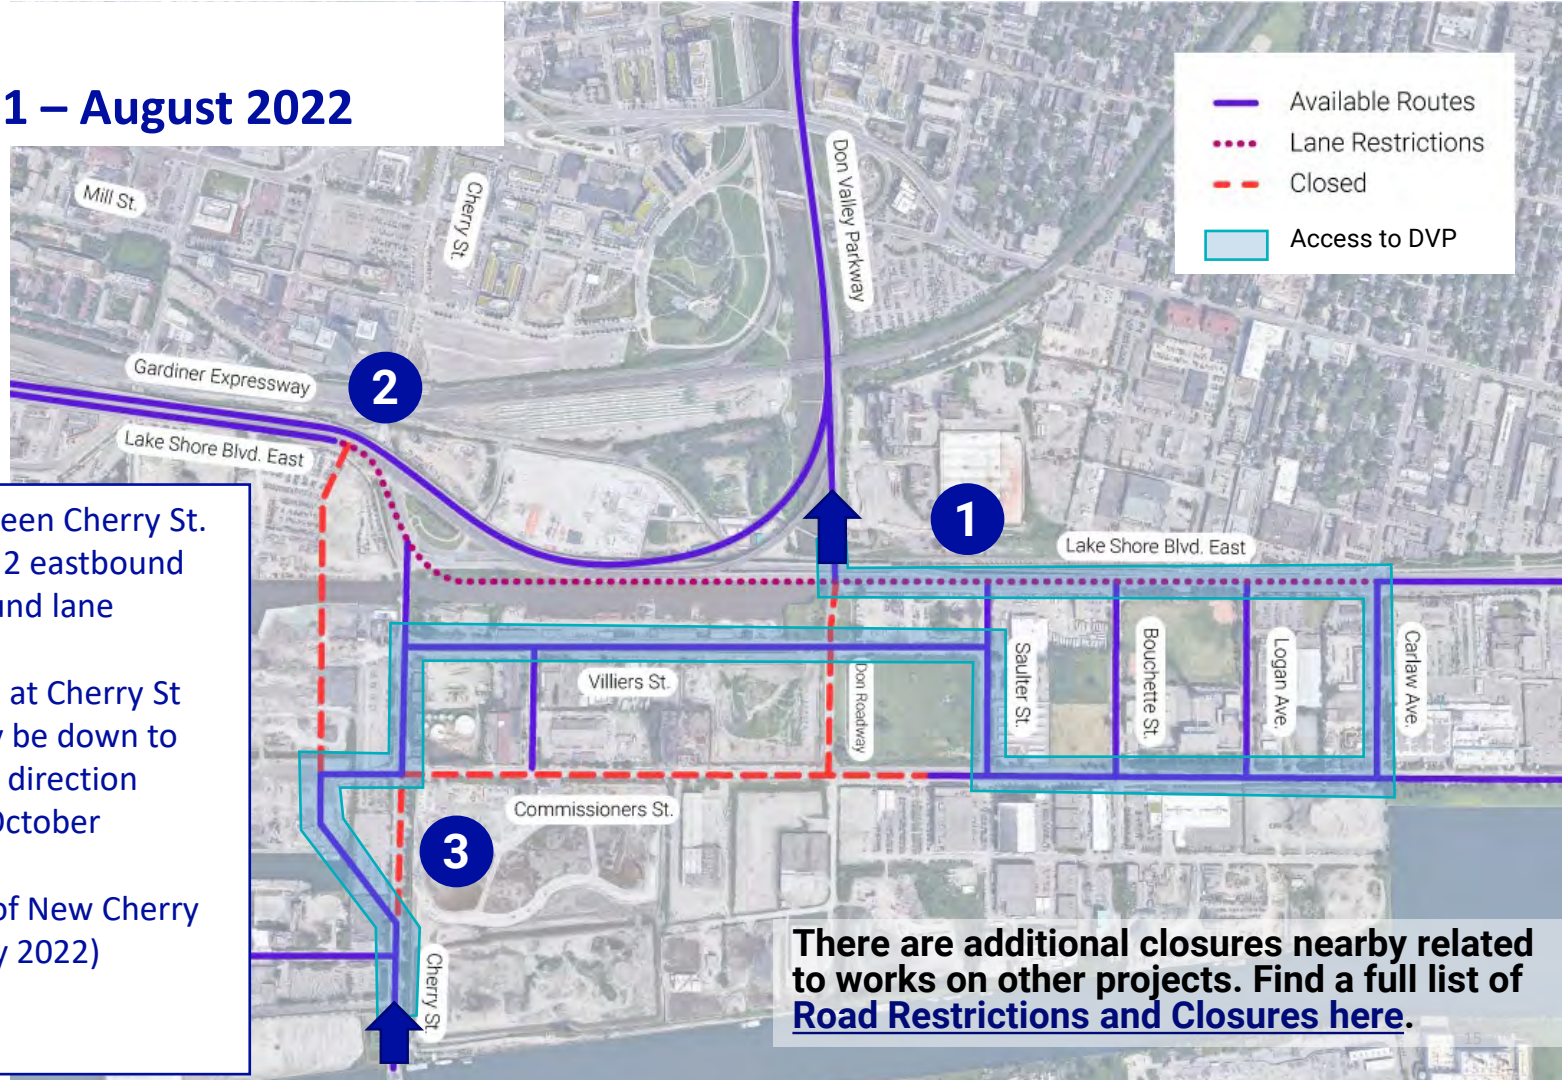 1 – August 2022
Available Routes
Lane Restrictions
Closed
Access to DVP
Mill St.
Cherry St.
Don Valley Parkway
Gardiner Expressway
2
Lake Shore Blvd. East
1
Lake Shore Blvd. East
een Cherry St.
2 eastbound
und lane
at Cherry St
y be down to
direction
October
of New Cherry
y 2022)
Villiers St.
Don Roadway
Saulter St.
Bouchette St.
Logan Ave.
Carlaw Ave.
Commissioners St.
3
Cherry St.
There are additional closures nearby related
to works on other projects. Find a full list of
Road Restrictions and Closures here.
15